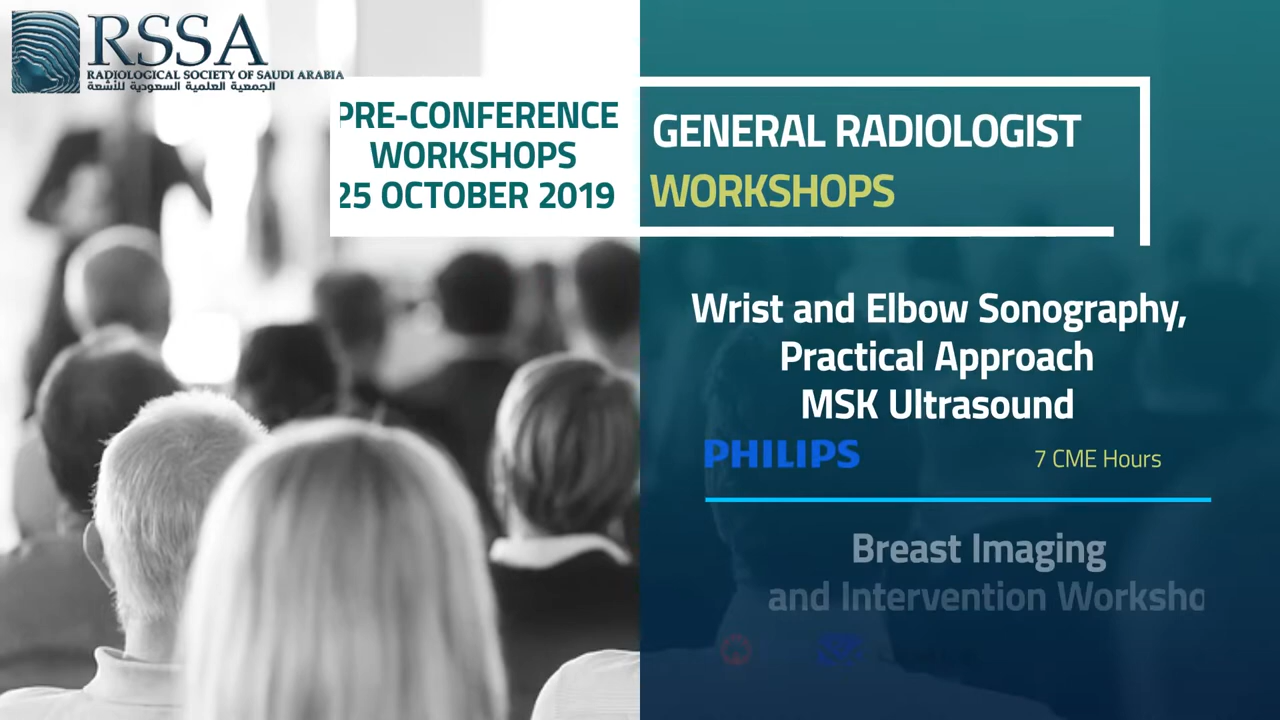 RSSA
RADIOLOGICAL SOCIETY OF SAUDI ARABIA
الجمعية العلمية السعودية للأشعة
PRE-CONFERENCE
WORKSHOPS
25 OCTOBER 2019
GENERAL RADIOLOGIST
WORKSHOPS
Wrist and Elbow Sonography,
Practical Approach
MSK Ultrasound
PHILIPS
7 CME Hours
Breast Imaging
and Intervention Worksho